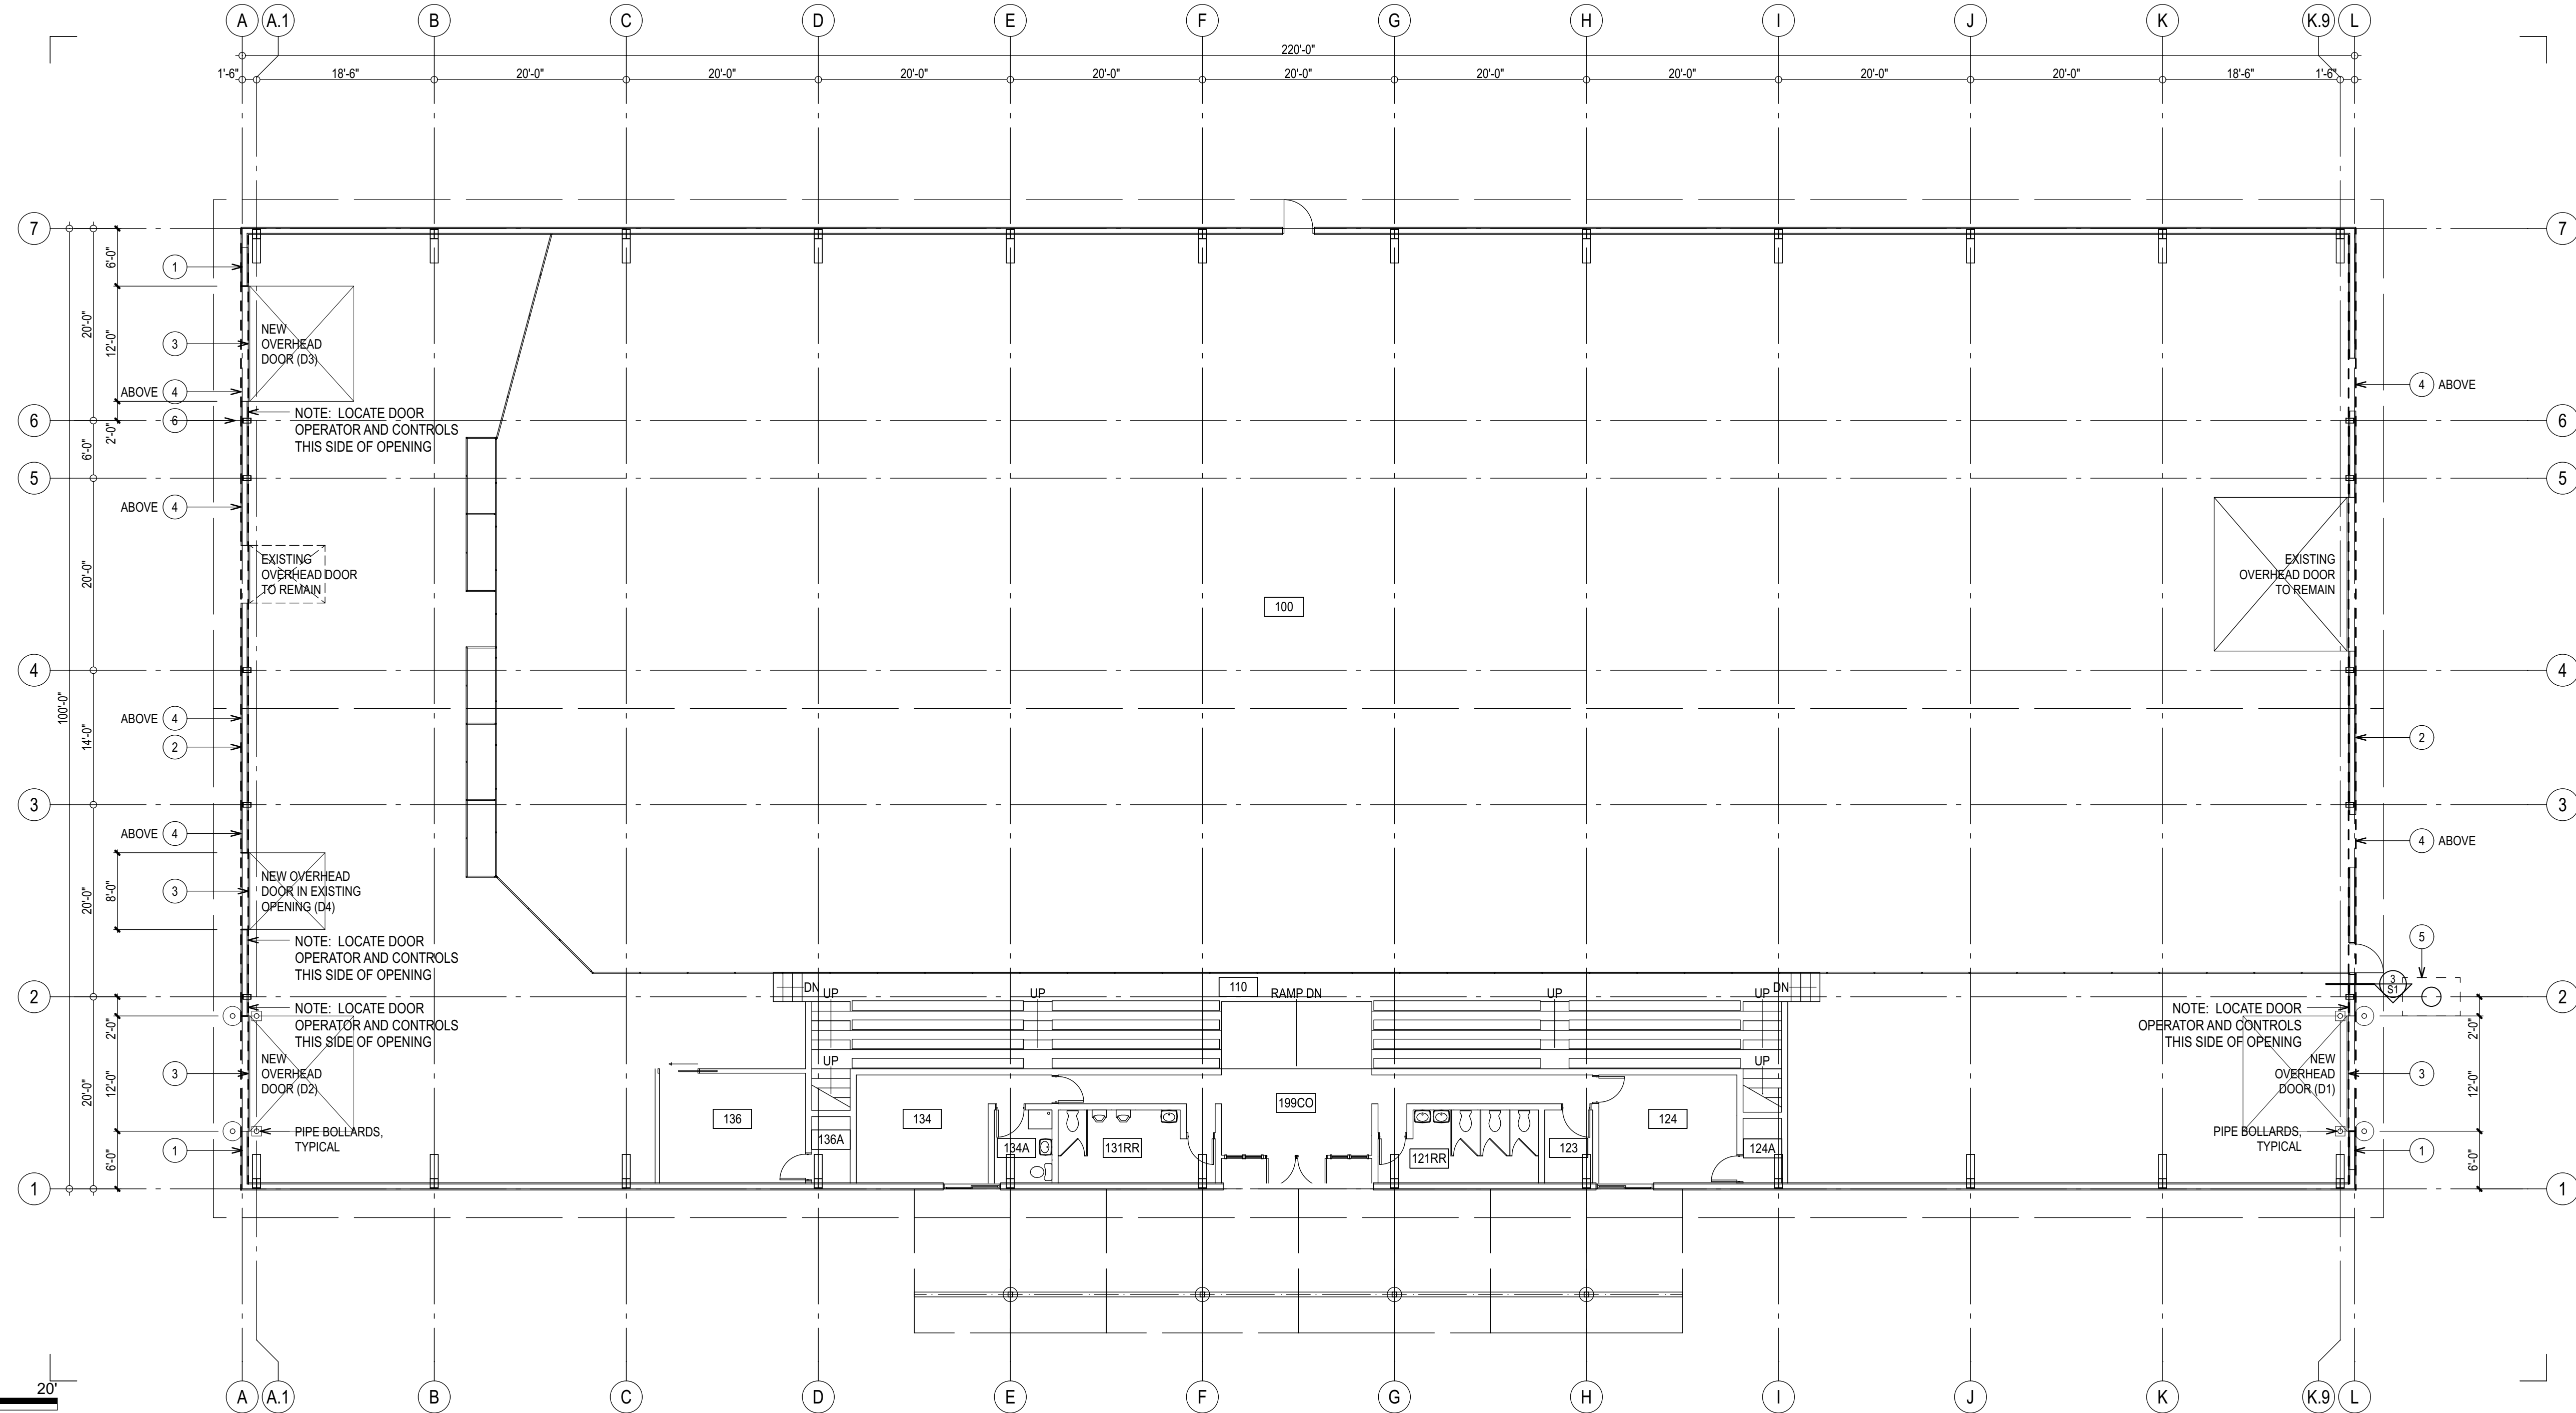 A A.1 B C D E F G H I J K K.9 L
220'-0"
1'-6" 18'-6" 20'-0" 20'-0" 20'-0" 20'-0" 20'-0" 20'-0" 20'-0" 20'-0" 20'-0" 18'-6" 1'-6"
7 7
6'-0"
1
20'-0"
12'-0"
3
NEW
OVERHEAD
DOOR (D3)
ABOVE 4
4 ABOVE
6 6
6
2'-0"
NOTE: LOCATE DOOR
OPERATOR AND CONTROLS
THIS SIDE OF OPENING
6'-0"
5 5
ABOVE 4
20'-0"
EXISTING
OVERHEAD DOOR
TO REMAIN
EXISTING
OVERHEAD DOOR
TO REMAIN
100
4 4
100'-0"
14'-0"
ABOVE 4
2
2
3 3
ABOVE 4
4 ABOVE
20'-0"
8'-0"
3
NEW OVERHEAD
DOOR IN EXISTING
OPENING (D4)
NOTE: LOCATE DOOR
OPERATOR AND CONTROLS
THIS SIDE OF OPENING
5
3
S1
2 2
DN UP UP 110 RAMP DN UP UP DN
NOTE: LOCATE DOOR
OPERATOR AND CONTROLS
THIS SIDE OF OPENING
NOTE: LOCATE DOOR
OPERATOR AND CONTROLS
THIS SIDE OF OPENING
2'-0"
2'-0"
20'-0"
12'-0"
3
NEW
OVERHEAD
DOOR (D2)
UP
UP
NEW
OVERHEAD
DOOR (D1)
3
12'-0"
136 136A 134 134A 131RR 199CO 121RR 123 124 124A
PIPE BOLLARDS,
TYPICAL
PIPE BOLLARDS,
TYPICAL
6'-0"
1
1
6'-0"
1 1
20'
A A.1 B C D E F G H I J K K.9 L